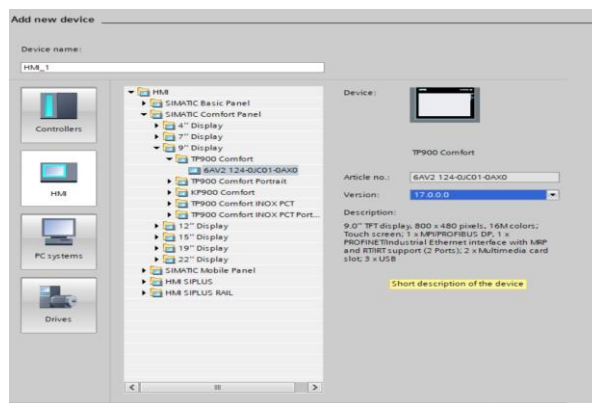 Add new device
Device name:
HMI_1
Controllers
HMI
PC systems
Drives
HMI
SIMATIC Basic Panel
SIMATIC Comfort Panel
4" Display
7" Display
9" Display
TP900 Comfort
6AV2 124-0JC01-0AX0
TP900 Comfort Portrait
KP900 Comfort
TP900 Comfort INOX PCT
TP900 Comfort INOX PCT Port...
12" Display
15" Display
19" Display
22" Display
SIMATIC Mobile Panel
HMI SIPLUS
HMI SIPLUS RAIL
Device:
TP900 Comfort
Article no.: 6AV2 124-0JC01-0AX0
Version: 17.0.0.0
Description:
9.0" TFT display, 800 x 480 pixels, 16M colors;
Touch screen; 1 x MPI/PROFIBUS DP, 1 x
PROFINET/Industrial Ethernet interface with MRP
and RT/IRT support (2 Ports); 2 x Multimedia card
slot; 3 x USB
Short description of the device